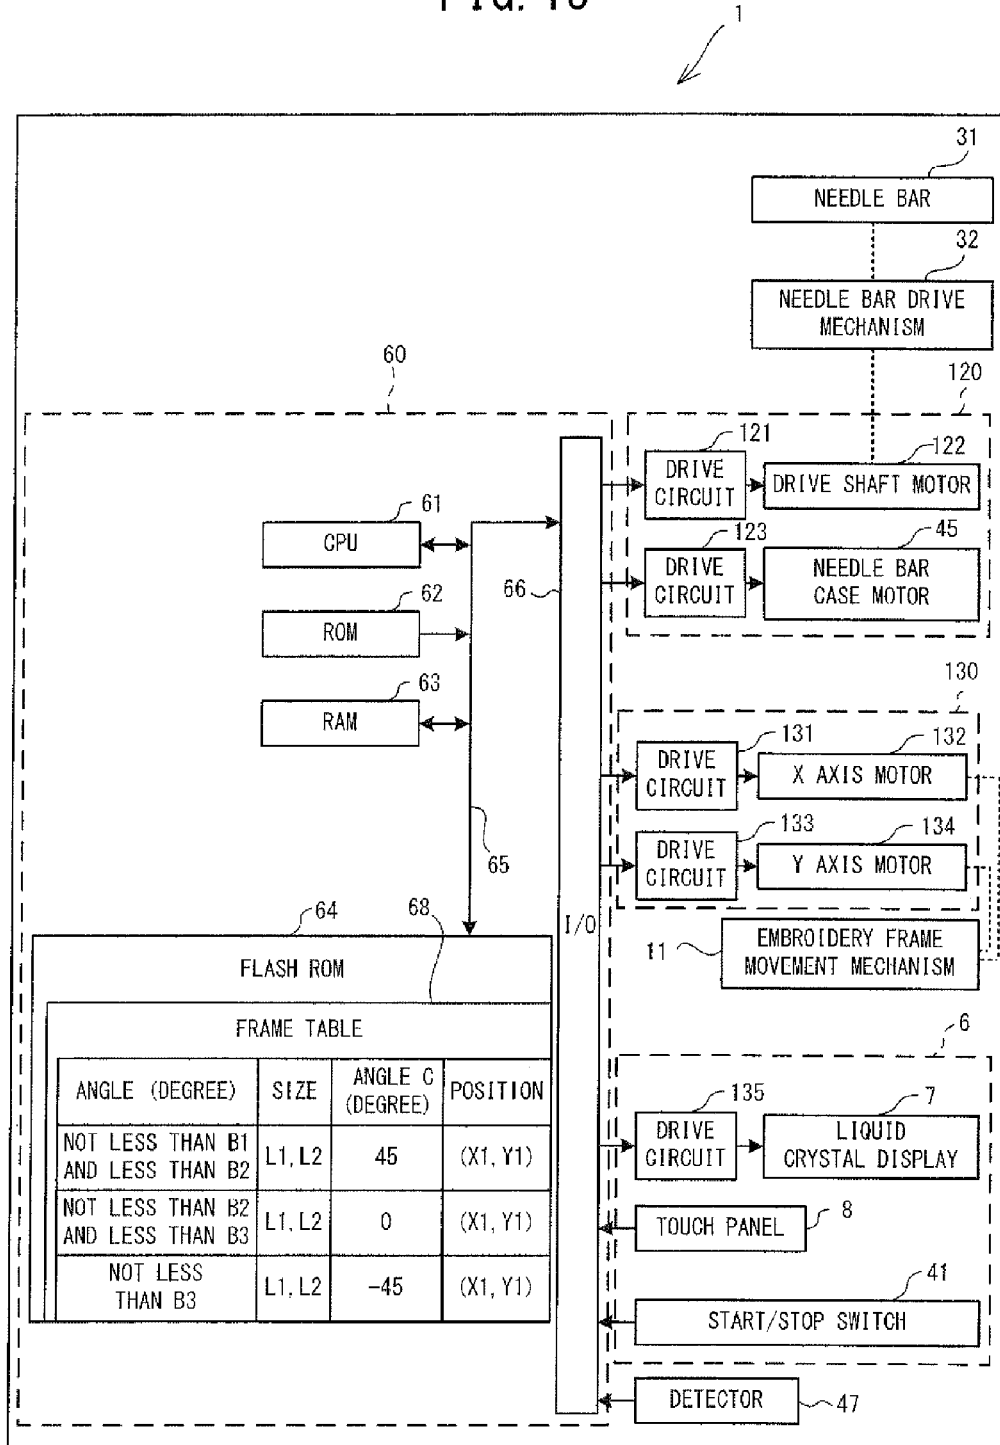 1
31
NEEDLE BAR
32
NEEDLE BAR DRIVE
MECHANISM
60
120
121
DRIVE
CIRCUIT
122
DRIVE SHAFT MOTOR
61
CPU
123
DRIVE
CIRCUIT
45
NEEDLE BAR
CASE MOTOR
66
62
ROM
63
RAM
130
131
DRIVE
CIRCUIT
132
X AXIS MOTOR
133
DRIVE
CIRCUIT
134
Y AXIS MOTOR
65
I/O
11
EMBROIDERY FRAME
MOVEMENT MECHANISM
64
68
FLASH ROM
FRAME TABLE
ANGLE (DEGREE)
SIZE
ANGLE C
(DEGREE)
POSITION
NOT LESS THAN B1
AND LESS THAN B2
L1, L2
45
(X1, Y1)
NOT LESS THAN B2
AND LESS THAN B3
L1, L2
0
(X1, Y1)
NOT LESS
THAN B3
L1, L2
-45
(X1, Y1)
6
135
DRIVE
CIRCUIT
7
LIQUID
CRYSTAL DISPLAY
TOUCH PANEL
8
41
START/STOP SWITCH
DETECTOR
47